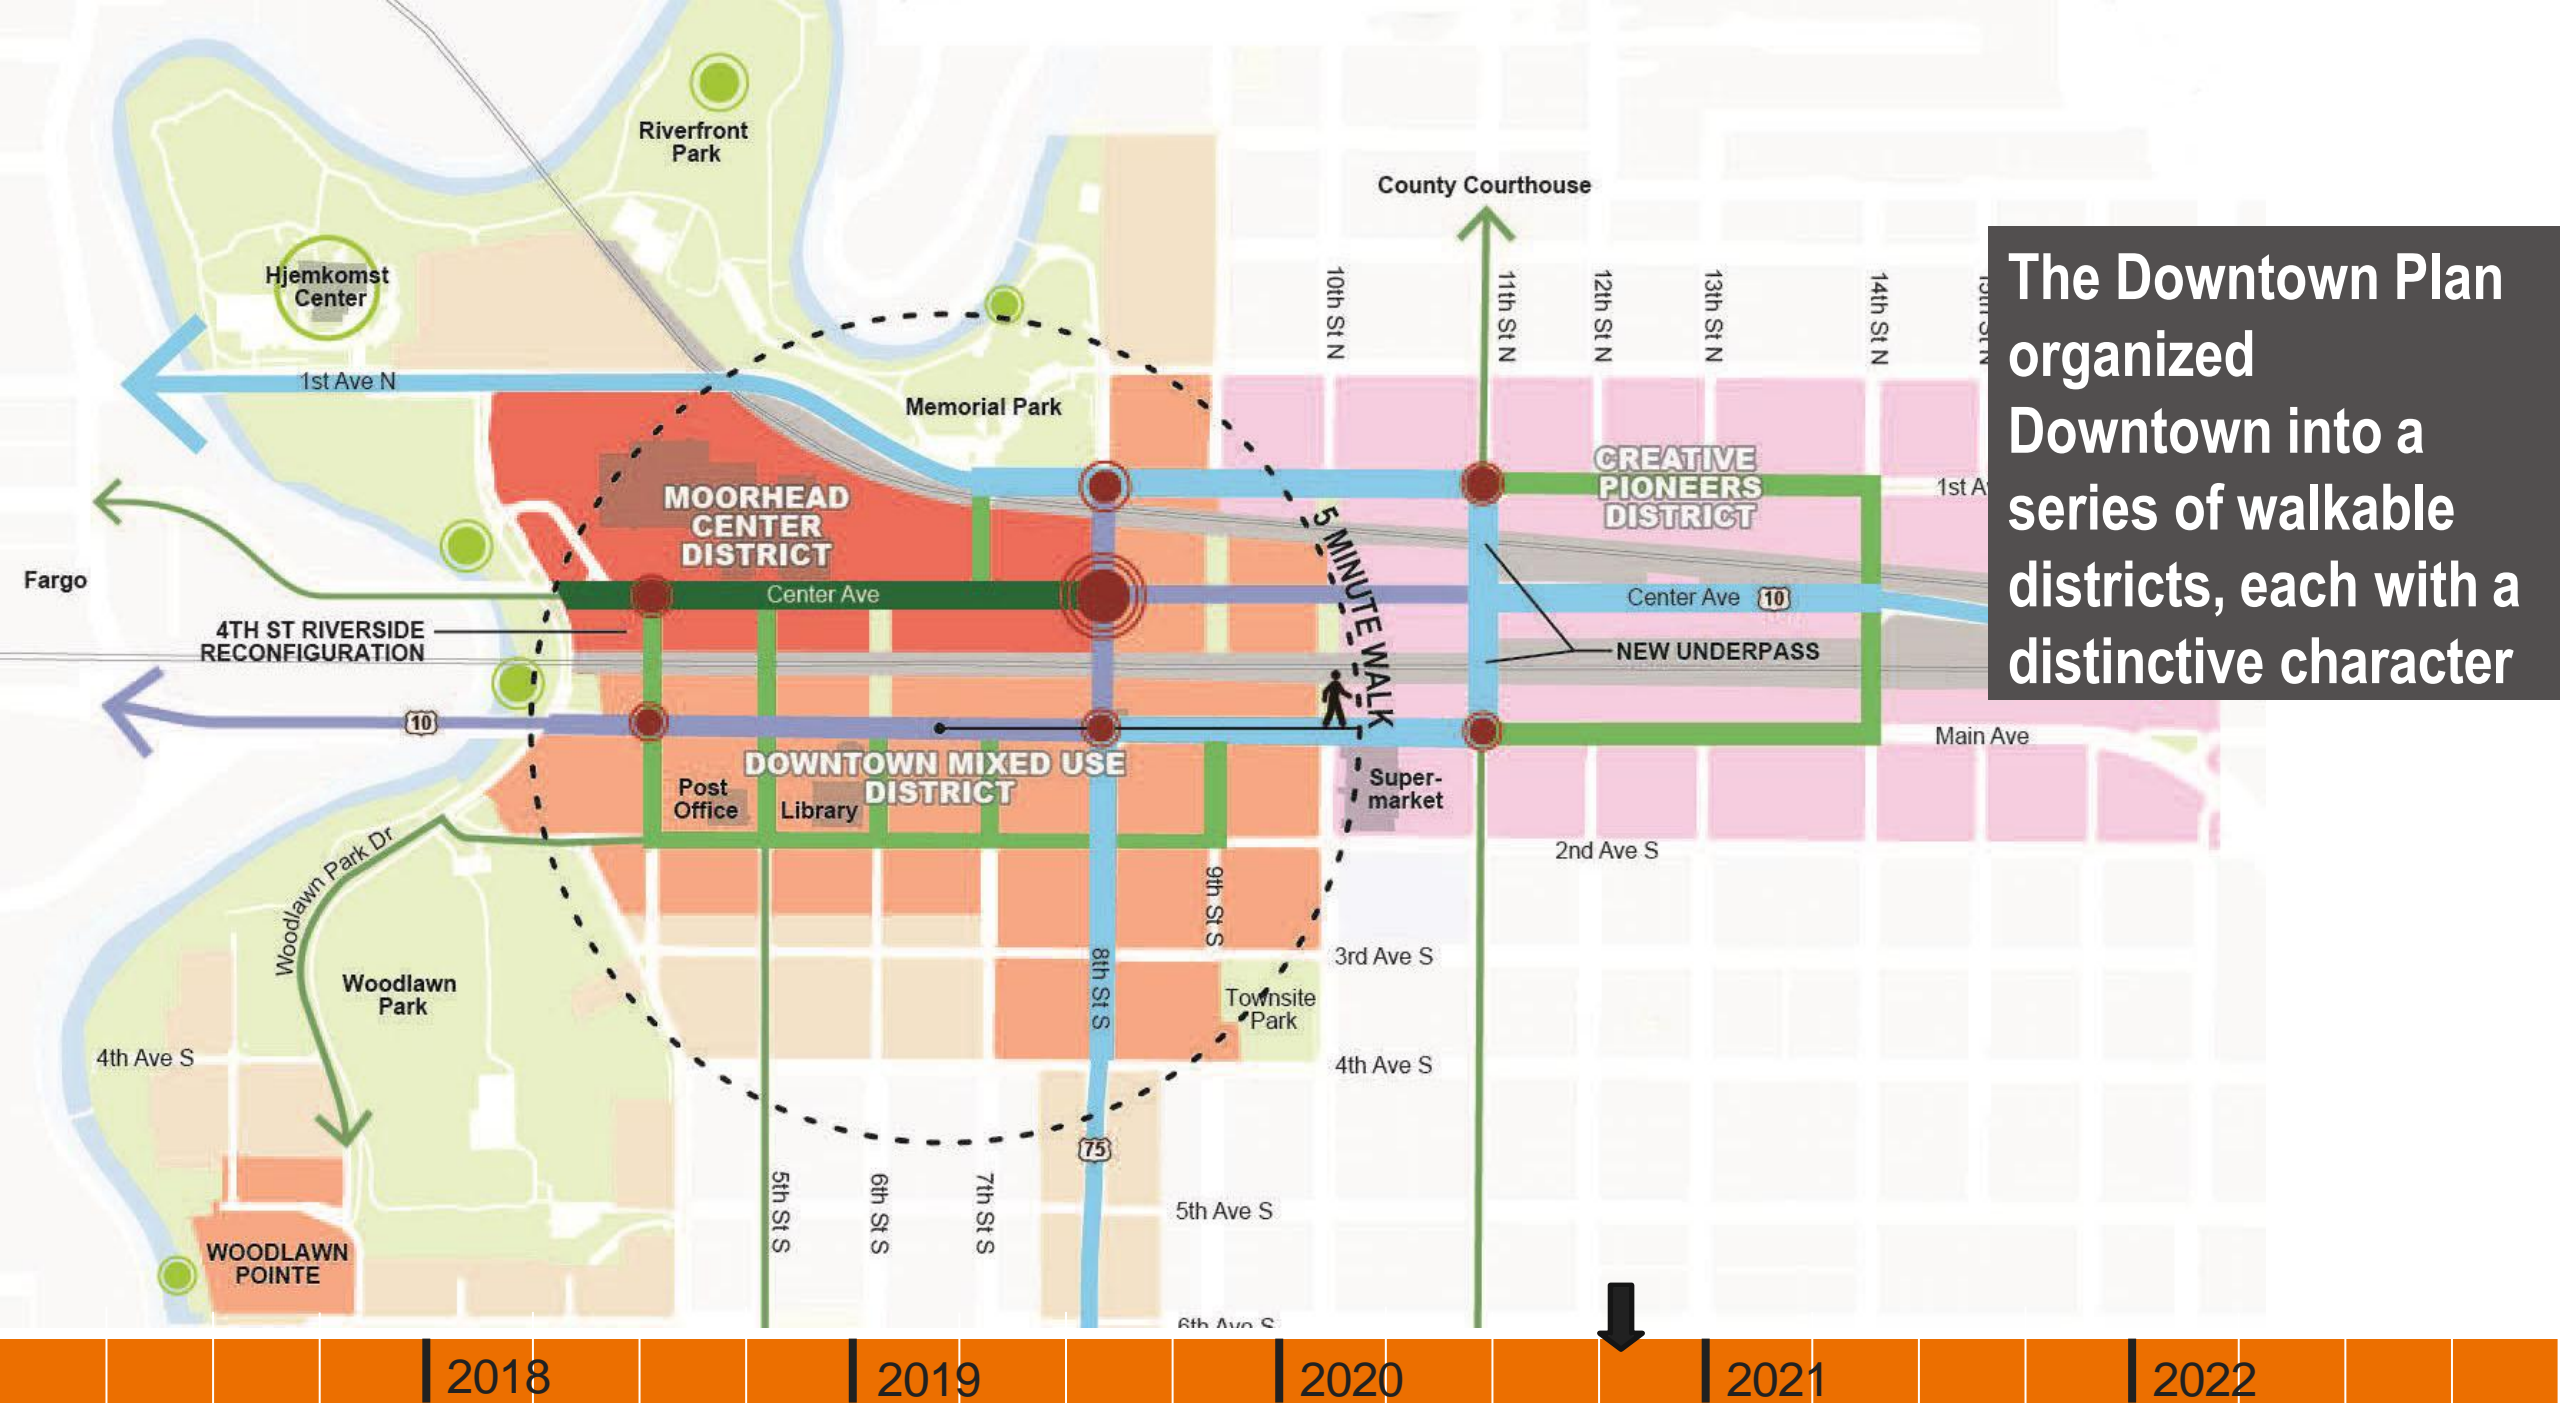 Riverfront
Park
County Courthouse
Hjemkomst
Center
10th St N
11th St N
12th St N
13th St N
14th St N
The Downtown Plan
organized
Downtown into a
series of walkable
districts, each with a
distinctive character
1st Ave N
Memorial Park
MOORHEAD
CENTER
DISTRICT
CREATIVE
PIONEERS
DISTRICT
1st A
5 MINUTE WALK
Fargo
Center Ave
Center Ave 10
4TH ST RIVERSIDE
RECONFIGURATION
NEW UNDERPASS
10
Main Ave
DOWNTOWN MIXED USE
DISTRICT
Post
Office
Library
Super-
market
2nd Ave S
Woodlawn Park Dr
9th St S
8th St S
3rd Ave S
Woodlawn
Park
Townsite
Park
4th Ave S
4th Ave S
75
5th St S
6th St S
7th St S
5th Ave S
WOODLAWN
POINTE
6th Ave S
2018
2019
2020
2021
2022